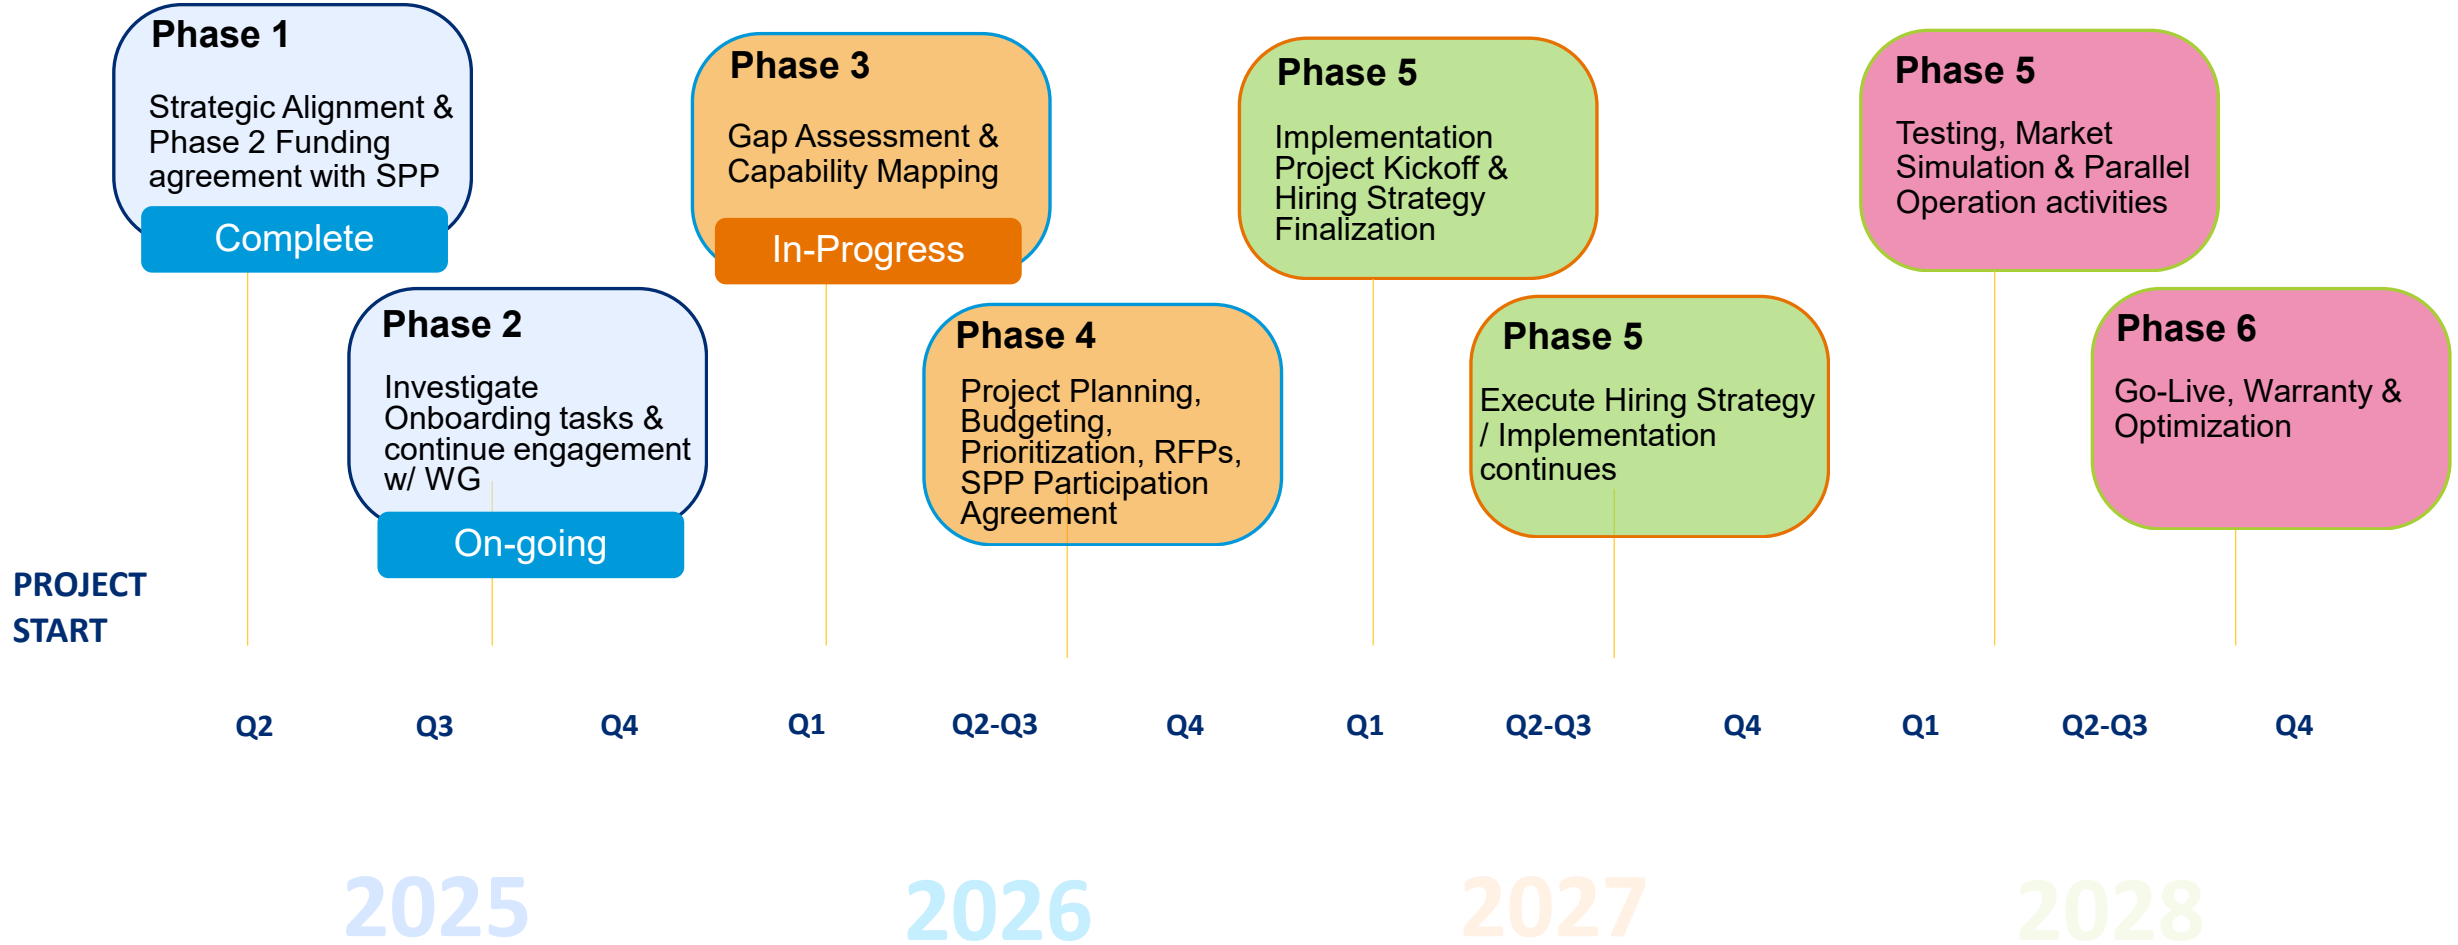 Phase 1
Strategic Alignment &
Phase 2 Funding
agreement with SPP
Complete
Phase 2
Investigate
Onboarding tasks &
continue engagement
w/ WG
On-going
Phase 3
Gap Assessment &
Capability Mapping
In-Progress
Phase 4
Project Planning,
Budgeting,
Prioritization, RFPs,
SPP Participation
Agreement
Phase 5
Implementation
Project Kickoff &
Hiring Strategy
Finalization
Phase 5
Execute Hiring Strategy
/ Implementation
continues
Phase 5
Testing, Market
Simulation & Parallel
Operation activities
Phase 6
Go-Live, Warranty &
Optimization
PROJECT
START
Q2 Q3 Q4 Q1 Q2-Q3 Q4 Q1 Q2-Q3 Q4 Q1 Q2-Q3 Q4
2025 2026 2027 2028